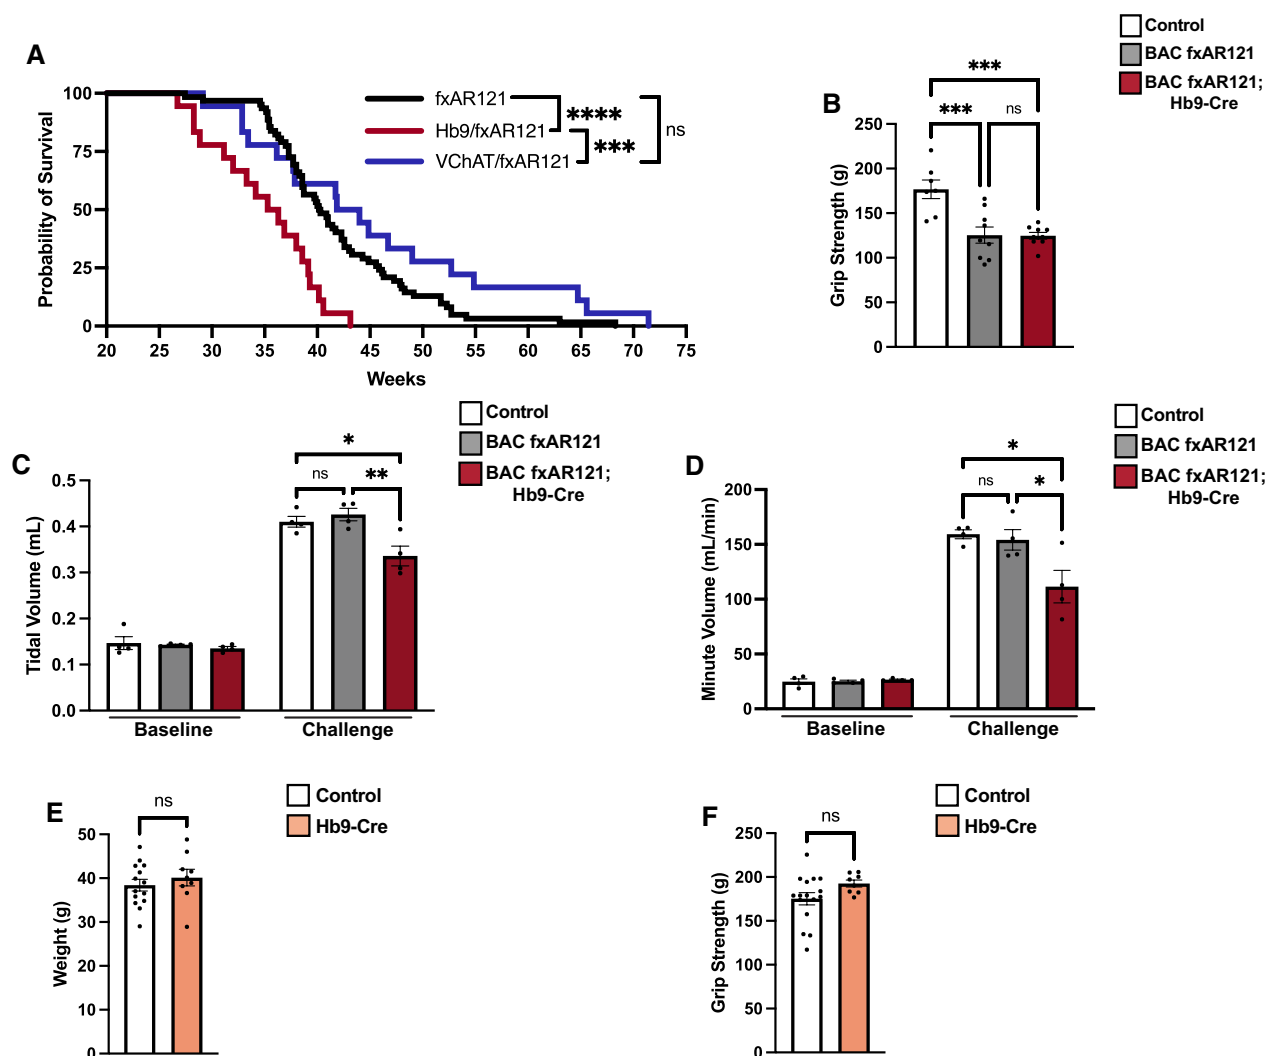 A
100
75
50
25
0
Probability of Survival
20 25 30 35 40 45 50 55 60 65 70 75
Weeks
fxAR121
Hb9/fxAR121
VChAT/fxAR121
****
***
ns
Control
BAC fxAR121
BAC fxAR121;
Hb9-Cre
B
***
*** ns
250
200
150
100
50
0
Grip Strength (g)
Control
BAC fxAR121
BAC fxAR121;
Hb9-Cre
C
*
ns **
0.5
0.4
0.3
0.2
0.1
0.0
Tidal Volume (mL)
Baseline Challenge
Control
BAC fxAR121
BAC fxAR121;
Hb9-Cre
D
*
ns *
200
150
100
50
0
Minute Volume (mL/min)
Baseline Challenge
E
ns
Control
Hb9-Cre
50
40
30
20
10
0
Weight (g)
F
ns
Control
Hb9-Cre
250
200
150
100
50
0
Grip Strength (g)